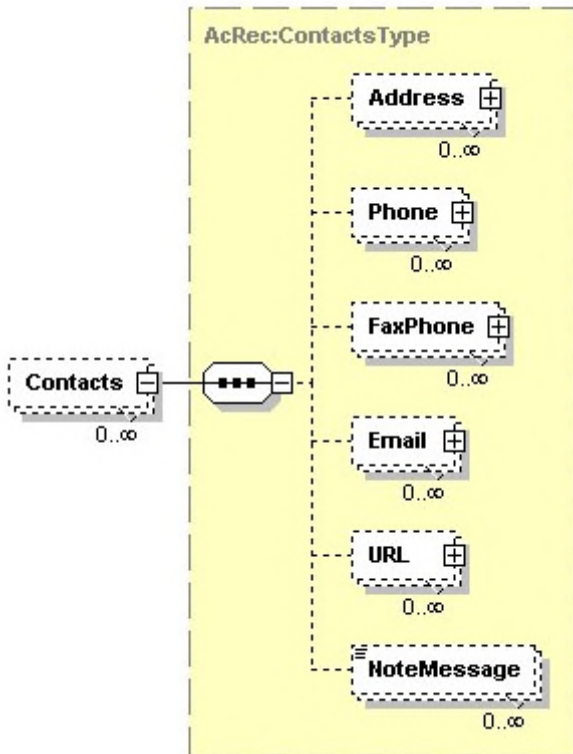 AcRec:ContactsType
Address
0..∞
Phone
0..∞
FaxPhone
0..∞
Contacts
0..∞
Email
0..∞
URL
0..∞
NoteMessage
0..∞